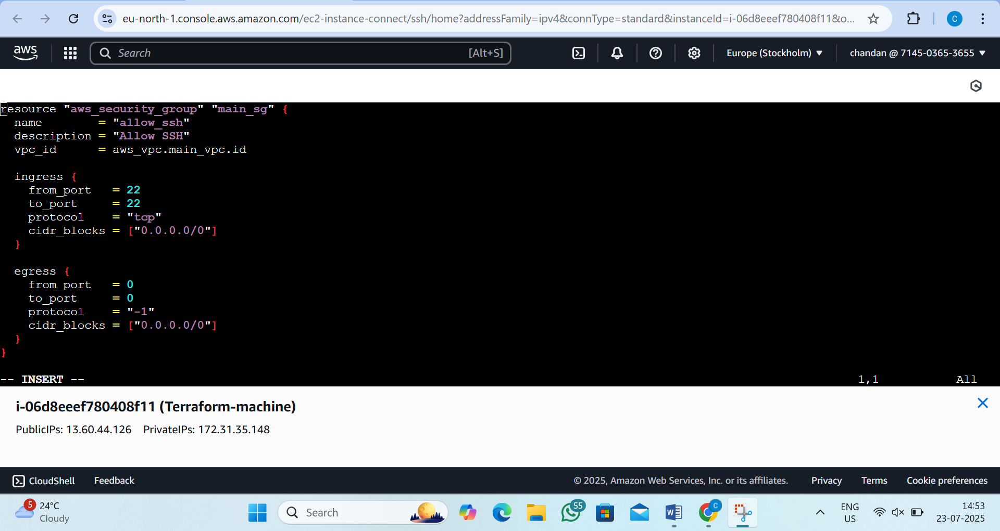 eu-north-1.console.aws.amazon.com/ec2-instance-connect/ssh/home?addressFamily=ipv4&connType=standard&instanceId=i-06d8eeef780408f11&o...
C
aws
Search
[Alt+S]
Europe (Stockholm) ▼
chandan @ 7145-0365-3655 ▼
resource "aws_security_group" "main_sg" {
  name        = "allow_ssh"
  description = "Allow SSH"
  vpc_id      = aws_vpc.main_vpc.id

  ingress {
    from_port   = 22
    to_port     = 22
    protocol    = "tcp"
    cidr_blocks = ["0.0.0.0/0"]
  }

  egress {
    from_port   = 0
    to_port     = 0
    protocol    = "-1"
    cidr_blocks = ["0.0.0.0/0"]
  }
}
-- INSERT --
1,1
All
i-06d8eeef780408f11 (Terraform-machine)
PublicIPs: 13.60.44.126 PrivateIPs: 172.31.35.148
CloudShell
Feedback
© 2025, Amazon Web Services, Inc. or its affiliates.
Privacy
Terms
Cookie preferences
5
24°C
Cloudy
Search
55
W
C
ENG
US
14:53
23-07-2025